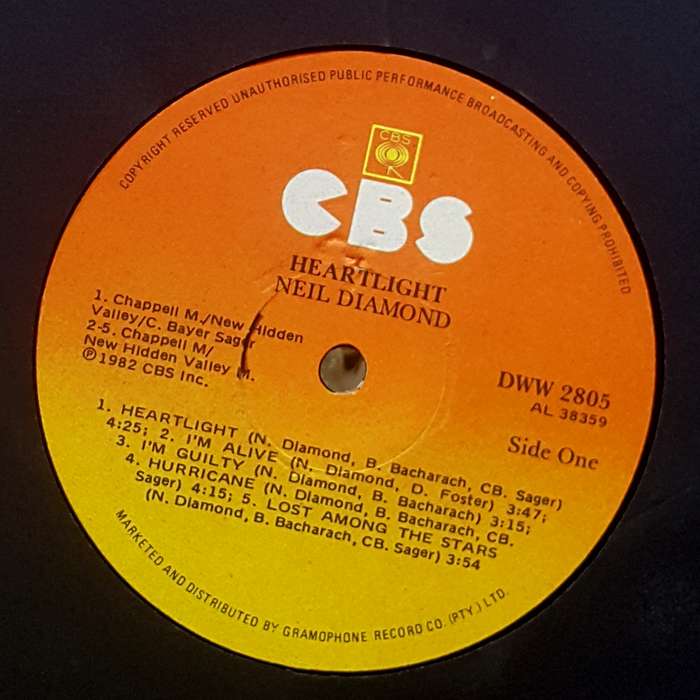 COPYRIGHT RESERVED UNAUTHORISED PUBLIC PERFORMANCE BROADCASTING AND COPYING PROHIBITED
CBS
CBS
HEARTLIGHT
NEIL DIAMOND
1. Chappell M./New Hidden
Valley/C. Bayer Sager
2-5. Chappell M/
New Hidden Valley M.
℗1982 CBS Inc.
DWW 2805
AL 38359
Side One
1. HEARTLIGHT (N. Diamond, B. Bacharach, CB. Sager)
4:25; 2. I'M ALIVE (N. Diamond, D. Foster) 3:47;
3. I'M GUILTY (N. Diamond, B. Bacharach) 3:15;
4. HURRICANE (N. Diamond, B. Bacharach, CB.
Sager) 4:15; 5. LOST AMONG THE STARS
(N. Diamond, B. Bacharach, CB. Sager) 3:54
MARKETED AND DISTRIBUTED BY GRAMOPHONE RECORD CO. (PTY.) LTD.